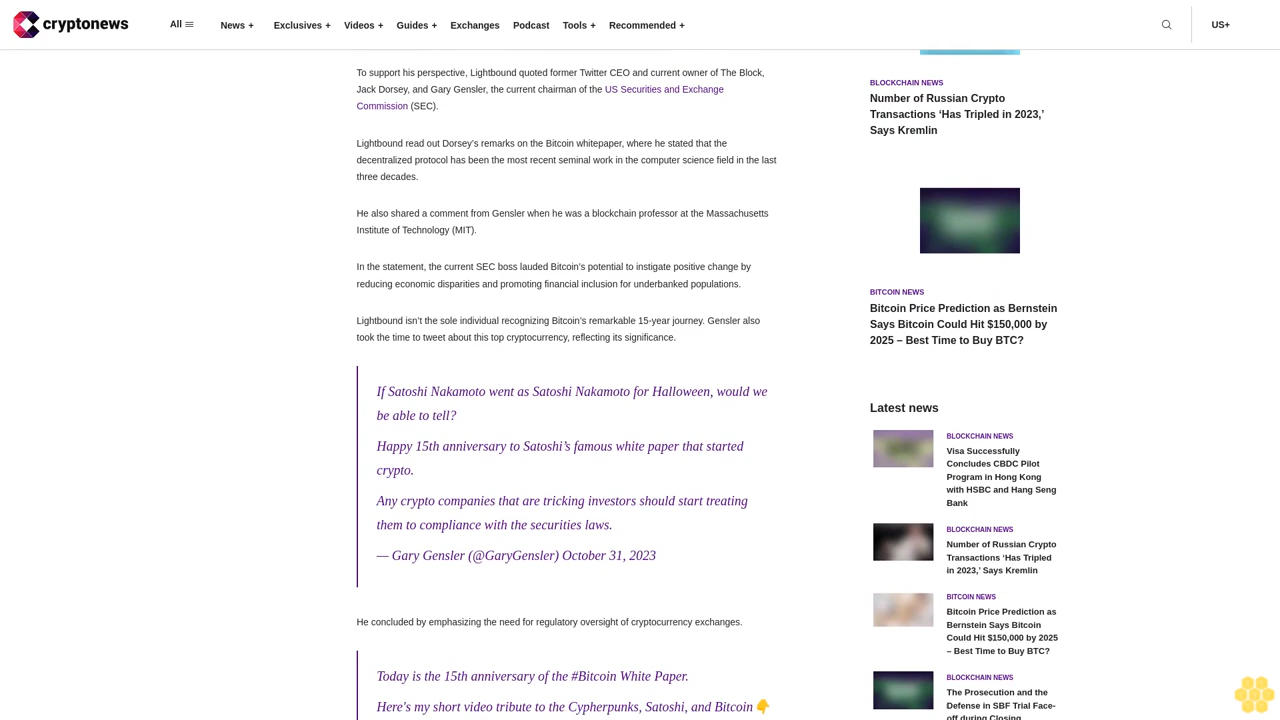 cryptonews
All
News +
Exclusives +
Videos +
Guides +
Exchanges
Podcast
Tools +
Recommended +
US+
To support his perspective, Lightbound quoted former Twitter CEO and current owner of The Block,
Jack Dorsey, and Gary Gensler, the current chairman of the US Securities and Exchange
Commission (SEC).
Lightbound read out Dorsey’s remarks on the Bitcoin whitepaper, where he stated that the
decentralized protocol has been the most recent seminal work in the computer science field in the last
three decades.
He also shared a comment from Gensler when he was a blockchain professor at the Massachusetts
Institute of Technology (MIT).
In the statement, the current SEC boss lauded Bitcoin’s potential to instigate positive change by
reducing economic disparities and promoting financial inclusion for underbanked populations.
Lightbound isn’t the sole individual recognizing Bitcoin’s remarkable 15-year journey. Gensler also
took the time to tweet about this top cryptocurrency, reflecting its significance.
If Satoshi Nakamoto went as Satoshi Nakamoto for Halloween, would we
be able to tell?
Happy 15th anniversary to Satoshi’s famous white paper that started
crypto.
Any crypto companies that are tricking investors should start treating
them to compliance with the securities laws.
— Gary Gensler (@GaryGensler) October 31, 2023
He concluded by emphasizing the need for regulatory oversight of cryptocurrency exchanges.
Today is the 15th anniversary of the #Bitcoin White Paper.
Here's my short video tribute to the Cypherpunks, Satoshi, and Bitcoin👇
BLOCKCHAIN NEWS
Number of Russian Crypto
Transactions ‘Has Tripled in 2023,’
Says Kremlin
BITCOIN NEWS
Bitcoin Price Prediction as Bernstein
Says Bitcoin Could Hit $150,000 by
2025 – Best Time to Buy BTC?
Latest news
BLOCKCHAIN NEWS
Visa Successfully
Concludes CBDC Pilot
Program in Hong Kong
with HSBC and Hang Seng
Bank
BLOCKCHAIN NEWS
Number of Russian Crypto
Transactions ‘Has Tripled
in 2023,’ Says Kremlin
BITCOIN NEWS
Bitcoin Price Prediction as
Bernstein Says Bitcoin
Could Hit $150,000 by 2025
– Best Time to Buy BTC?
BLOCKCHAIN NEWS
The Prosecution and the
Defense in SBF Trial Face-
off during Closing